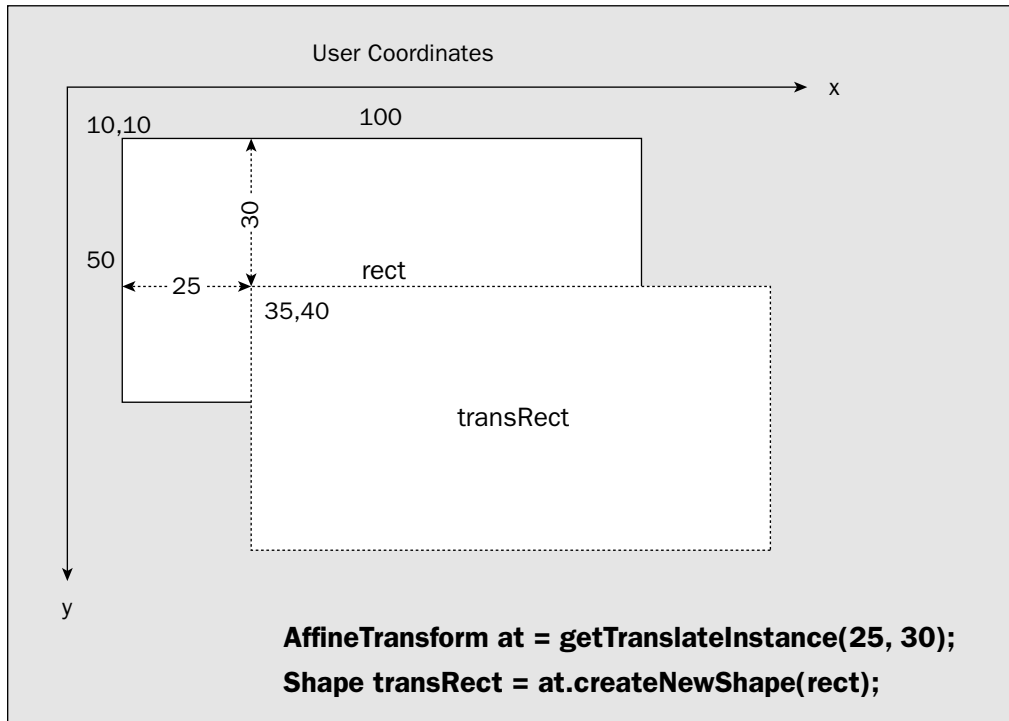 User Coordinates
x
10,10
100
30
50
25
rect
35,40
transRect
y
AffineTransform at = getTranslateInstance(25, 30);
Shape transRect = at.createNewShape(rect);